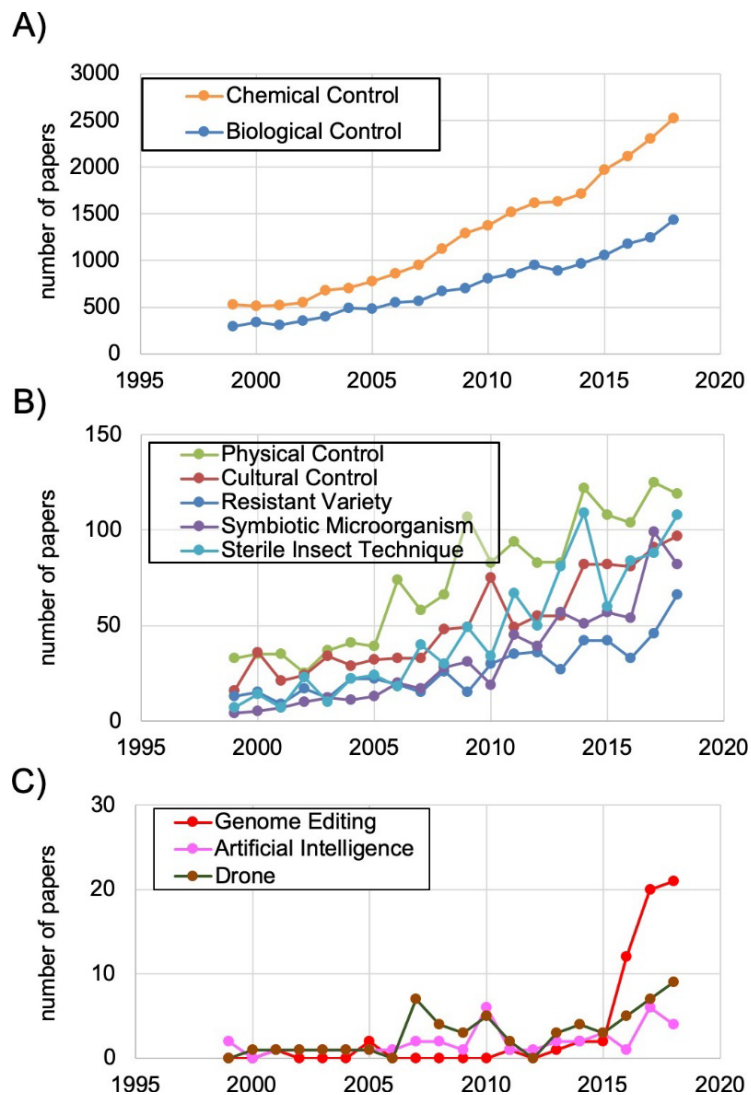 A)
3000
2500
2000
1500
1000
500
0
number of papers
Chemical Control
Biological Control
1995 2000 2005 2010 2015 2020
B)
150
100
50
0
number of papers
Physical Control
Cultural Control
Resistant Variety
Symbiotic Microorganism
Sterile Insect Technique
1995 2000 2005 2010 2015 2020
C)
30
20
10
0
number of papers
Genome Editing
Artificial Intelligence
Drone
1995 2000 2005 2010 2015 2020